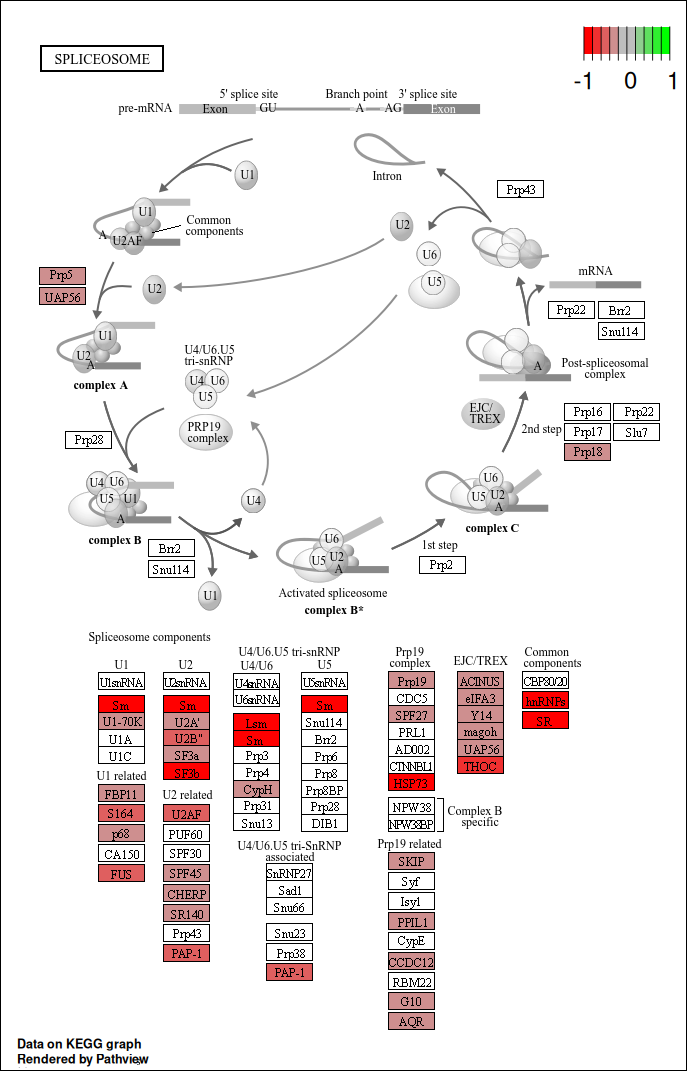 SPLICEOSOME
-1 0 1
5' splice site Branch point 3' splice site
pre-mRNA Exon GU A AG Exon
U1
Intron
Prp43
U1
Common
components
A U2AF
U2
U6
U5
mRNA
Prp5
UAP56
U2
Prp22 Brr2
Snu114
U1
U2
A
complex A
U4/U6.U5
tri-snRNP
U4 U6
U5
A
Post-spliceosomal
complex
PRP19
complex
EJC/
TREX
2nd step
Prp16 Prp22
Prp17 Slu7
Prp18
Prp28
U4 U6
U5 U1
A
complex B
U4
U6
U5 U2
A
complex C
Brr2
Snu114
U1
U6
U5 U2
A
Activated spliceosome
complex B*
1st step
Prp2
Spliceosome components
U1
U1snRNA
Sm
U1-70K
U1A
U1C
U1 related
FBP11
S164
p68
CA150
FUS
U2
U2snRNA
Sm
U2A'
U2B"
SF3a
SF3b
U2 related
U2AF
PUF60
SPF30
SPF45
CHERP
SR140
Prp43
PAP-1
U4/U6.U5 tri-snRNP
U4/U6
U4snRNA
U6snRNA
Lsm
Sm
Prp3
Prp4
CypH
Prp31
Snu13
U5
U5snRNA
Sm
Snu114
Brr2
Prp6
Prp8
Prp8BP
Prp28
DIB1
U4/U6.U5 tri-SnRNP
associated
SnRNP27
Sad1
Snu66
Snu23
Prp38
PAP-1
Prp19
complex
Prp19
CDC5
SPF27
PRL1
AD002
CTNNBL1
HSP73
NPW38
NPW38BP
Complex B
specific
Prp19 related
SKIP
Syf
Isy1
PPIL1
CypE
CCDC12
RBM22
G10
AQR
EJC/TREX
ACINUS
eIFA3
Y14
magoh
UAP56
THOC
Common
components
CBP80/20
hnRNPs
SR
Data on KEGG graph
Rendered by Pathview